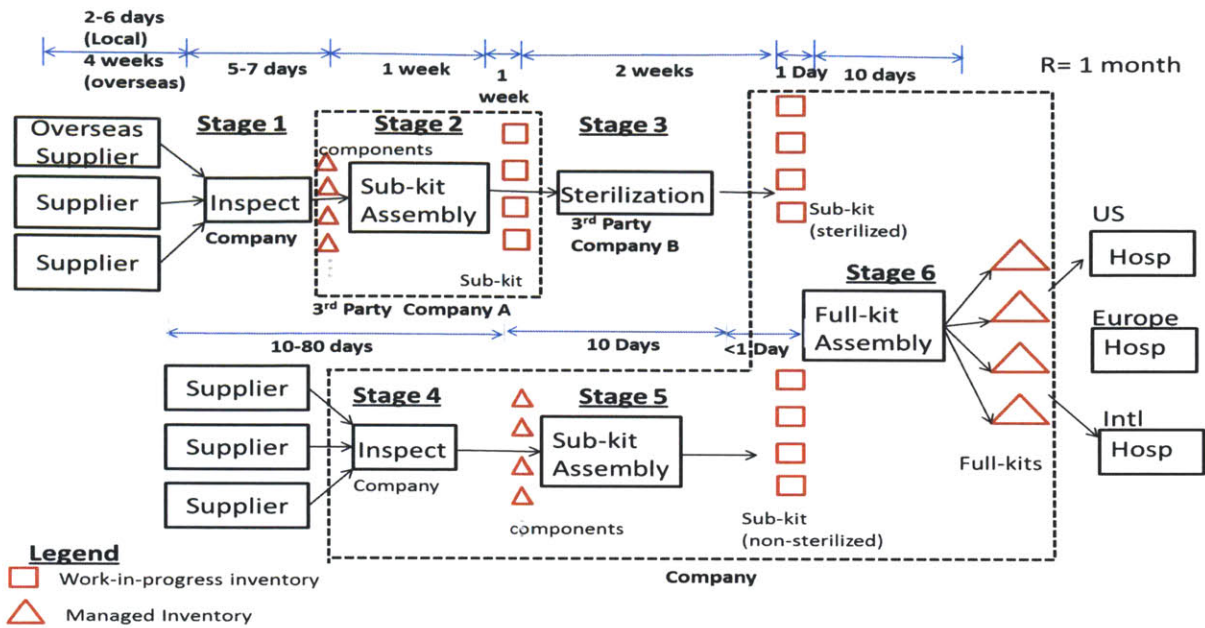 2-6 days
(Local)
4 weeks
(overseas)
5-7 days
1 week
1
week
2 weeks
1 Day
10 days
R= 1 month
Overseas
Supplier
Supplier
Supplier
Stage 1
Inspect
Company
Stage 2
components
Sub-kit
Assembly
Sub-kit
3rd Party Company A
Stage 3
Sterilization
3rd Party
Company B
Sub-kit
(sterilized)
Stage 6
Full-kit
Assembly
US
Hosp
Europe
Hosp
Intl
Hosp
Full-kits
10-80 days
10 Days
<1 Day
Supplier
Supplier
Supplier
Stage 4
Inspect
Company
components
Stage 5
Sub-kit
Assembly
Sub-kit
(non-sterilized)
Company
Legend
Work-in-progress inventory
Managed Inventory